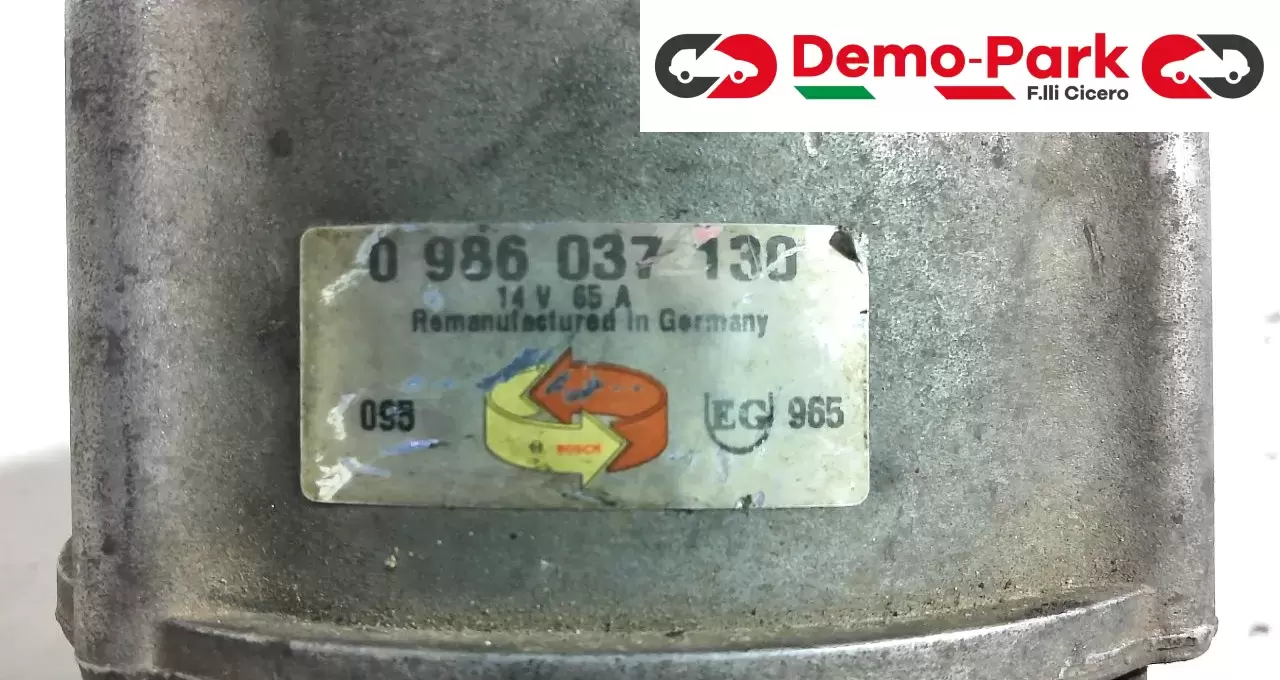 Demo-Park
F.lli Cicero
0 986 037 130
14 V 65 A
Remanufactured in Germany
095
BOSCH
EG 965